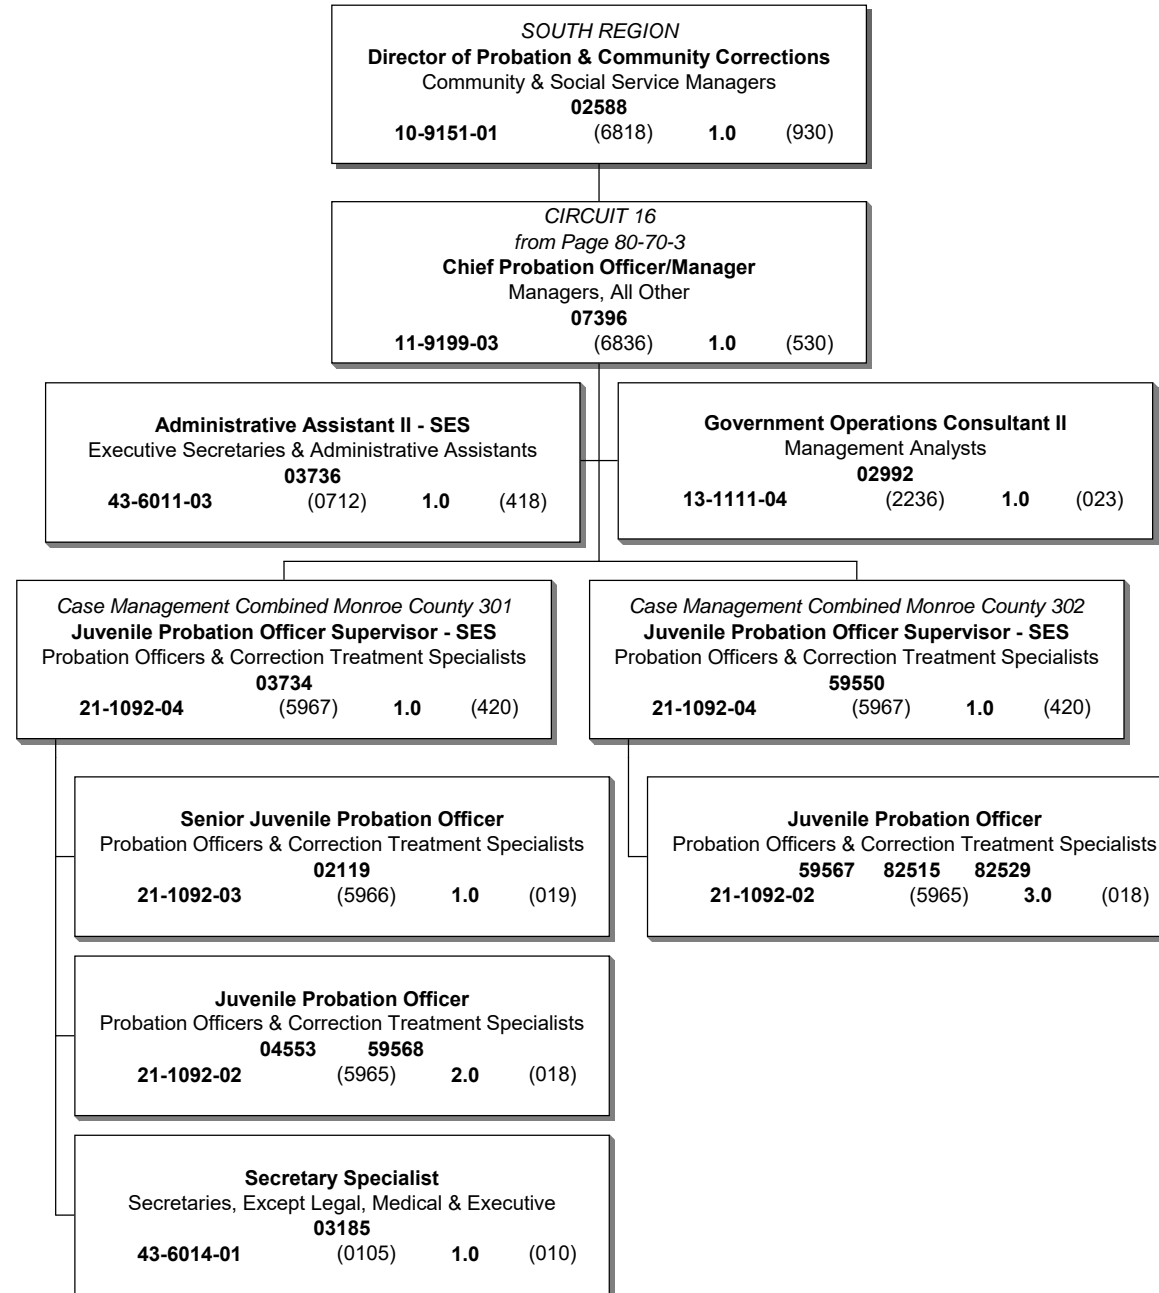 SOUTH REGION
Director of Probation & Community Corrections
Community & Social Service Managers
02588
10-9151-01 (6818) 1.0 (930)
CIRCUIT 16
from Page 80-70-3
Chief Probation Officer/Manager
Managers, All Other
07396
11-9199-03 (6836) 1.0 (530)
Administrative Assistant II - SES
Executive Secretaries & Administrative Assistants
03736
43-6011-03 (0712) 1.0 (418)
Government Operations Consultant II
Management Analysts
02992
13-1111-04 (2236) 1.0 (023)
Case Management Combined Monroe County 301
Juvenile Probation Officer Supervisor - SES
Probation Officers & Correction Treatment Specialists
03734
21-1092-04 (5967) 1.0 (420)
Case Management Combined Monroe County 302
Juvenile Probation Officer Supervisor - SES
Probation Officers & Correction Treatment Specialists
59550
21-1092-04 (5967) 1.0 (420)
Senior Juvenile Probation Officer
Probation Officers & Correction Treatment Specialists
02119
21-1092-03 (5966) 1.0 (019)
Juvenile Probation Officer
Probation Officers & Correction Treatment Specialists
59567 82515 82529
21-1092-02 (5965) 3.0 (018)
Juvenile Probation Officer
Probation Officers & Correction Treatment Specialists
04553 59568
21-1092-02 (5965) 2.0 (018)
Secretary Specialist
Secretaries, Except Legal, Medical & Executive
03185
43-6014-01 (0105) 1.0 (010)